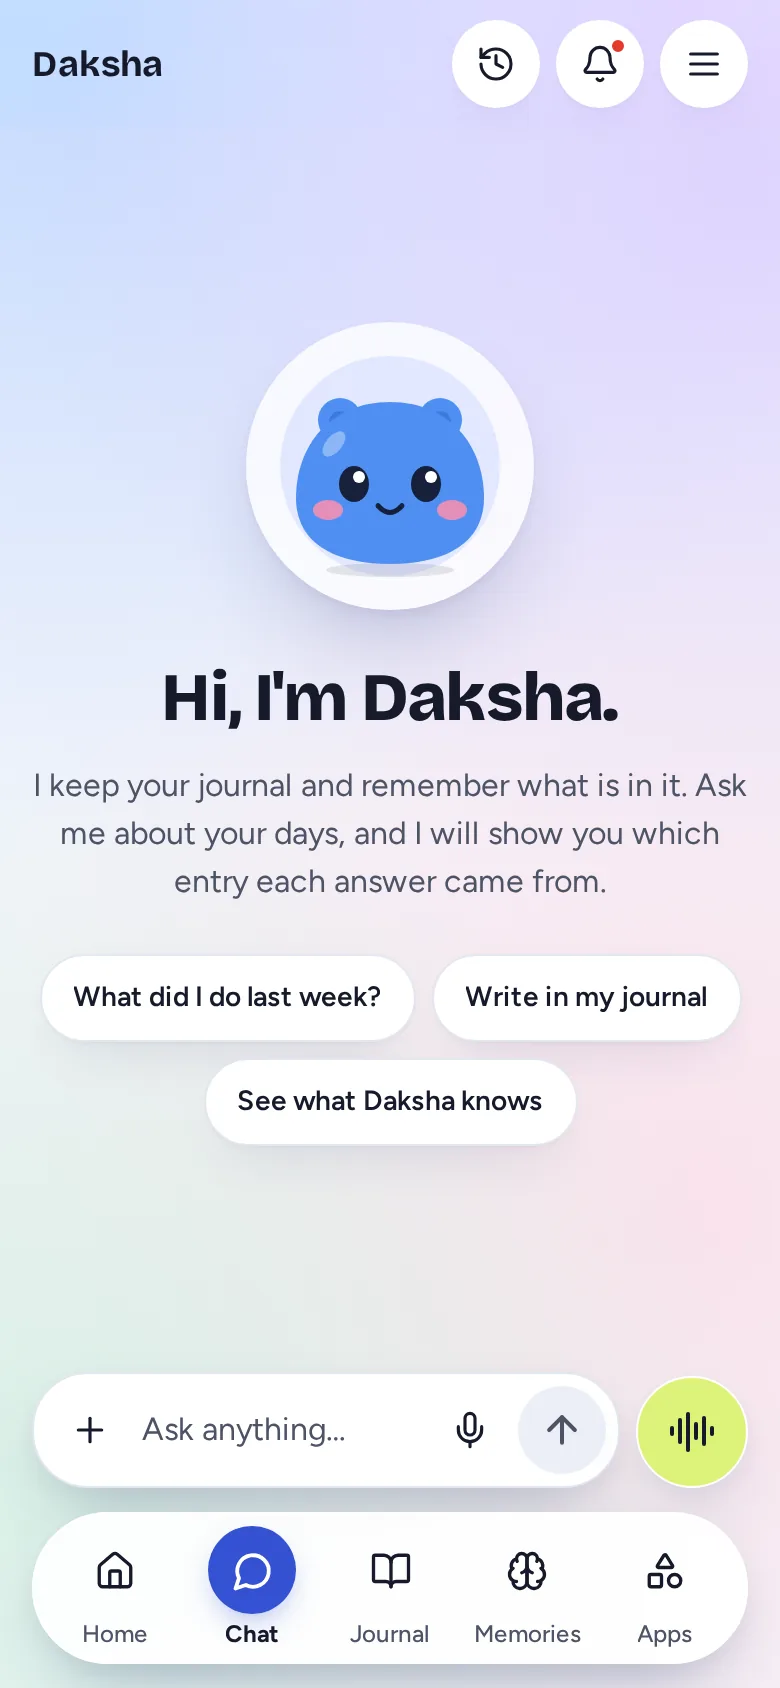 Daksha
Hi, I'm Daksha.
I keep your journal and remember what is in it. Ask
me about your days, and I will show you which
entry each answer came from.
What did I do last week?
Write in my journal
See what Daksha knows
Ask anything...
Home
Chat
Journal
Memories
Apps